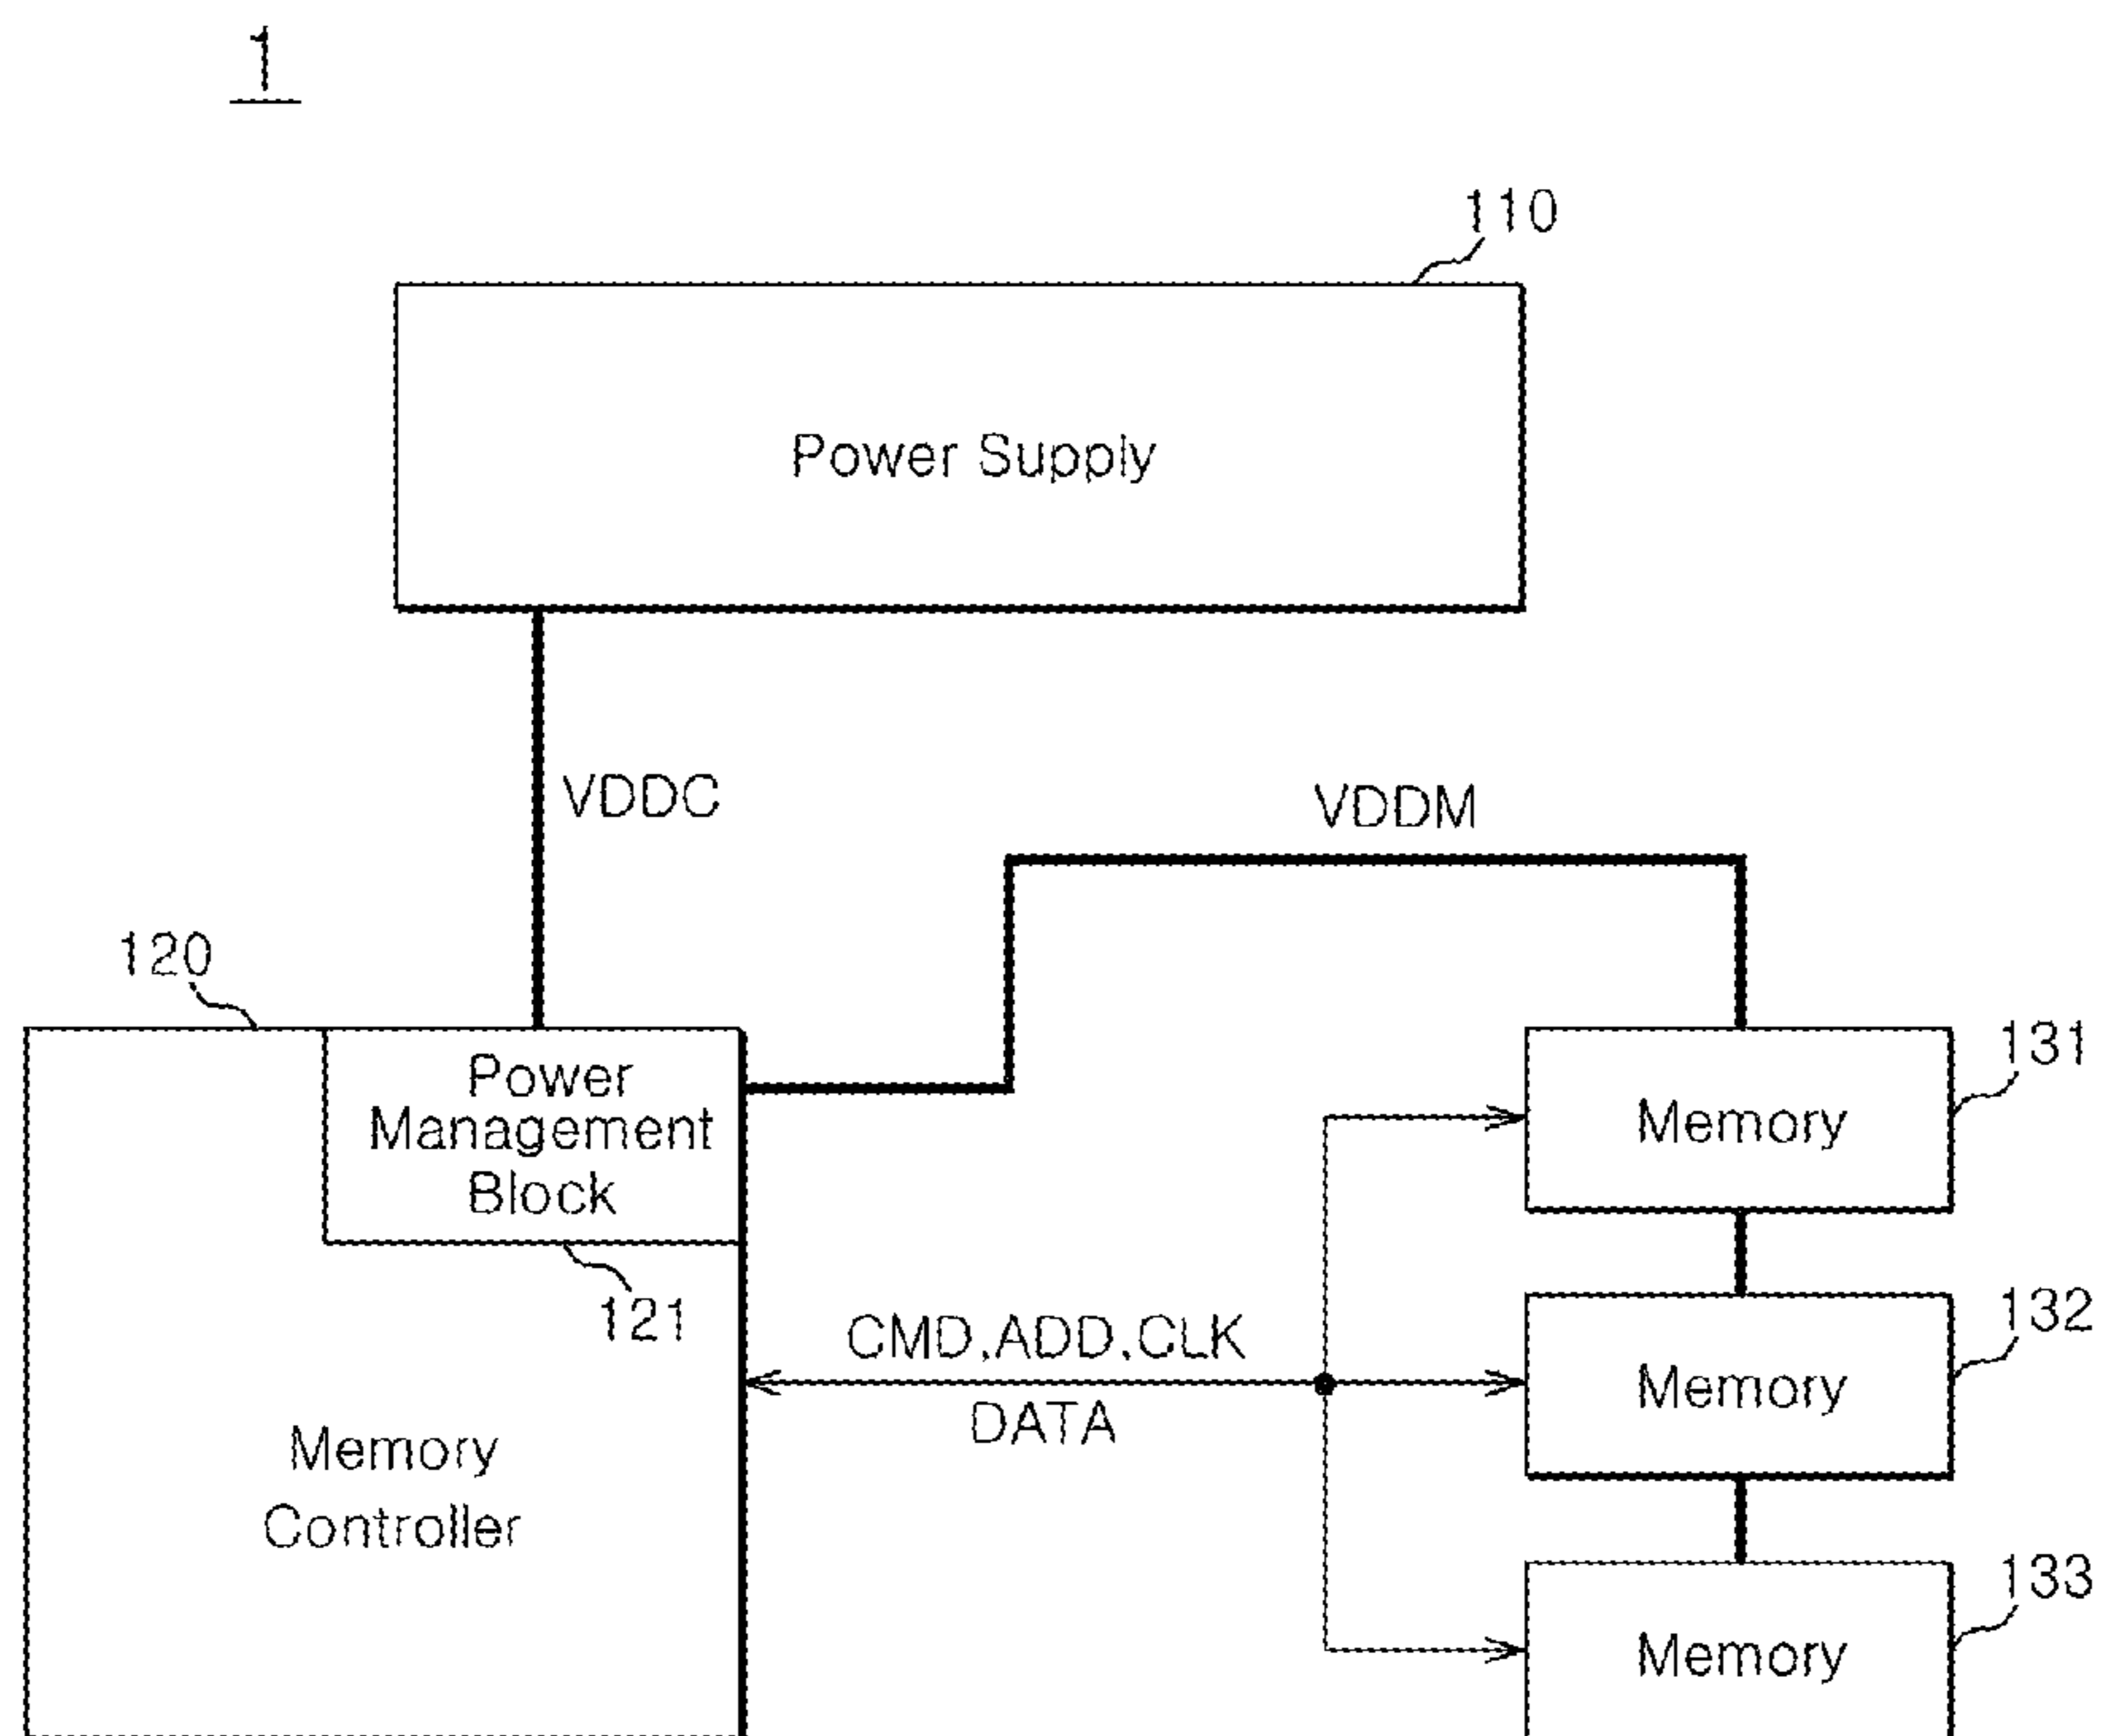 1
110
Power Supply
VDDC
VDDM
120
Power
Management
Block
121
131
Memory
CMD,ADD,CLK
DATA
132
Memory
Memory
Controller
133
Memory